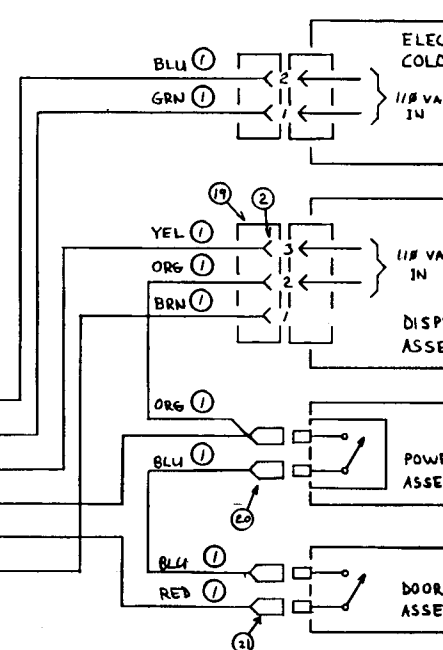 ELEC
COLD
BLU ①
2
GRN ①
1
11Ø VA
IN
⑲ ②
YEL ①
3
11Ø VA
IN
ORG ①
2
BRN ①
1
DISP
ASSE
ORG ①
BLU ①
POWE
ASSE
⑳
BLU ①
RED ①
DOOR
ASSE
㉑